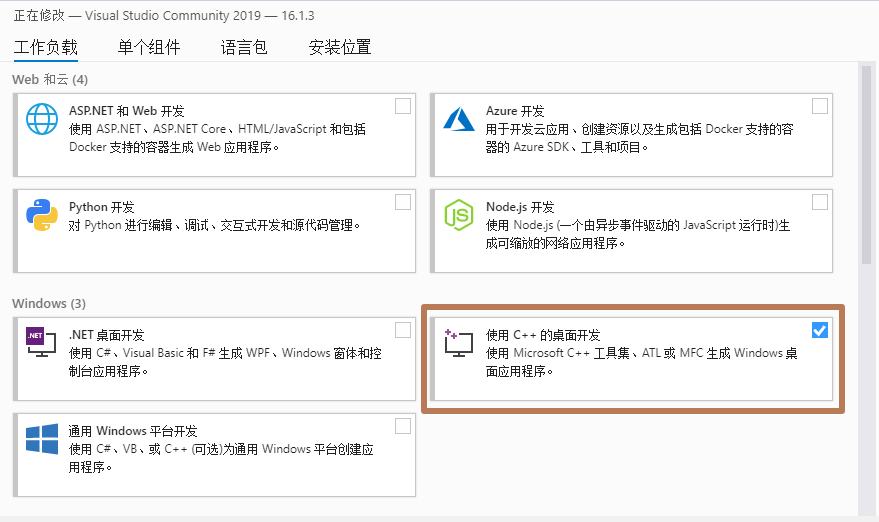 正在修改 — Visual Studio Community 2019 — 16.1.3
工作负载 单个组件 语言包 安装位置
Web 和云 (4)
ASP.NET 和 Web 开发
使用 ASP.NET、ASP.NET Core、HTML/JavaScript 和包括
Docker 支持的容器生成 Web 应用程序。
Azure 开发
用于开发云应用、创建资源以及生成包括 Docker 支持的容
器的 Azure SDK、工具和项目。
Python 开发
对 Python 进行编辑、调试、交互式开发和源代码管理。
Node.js 开发
使用 Node.js (一个由异步事件驱动的 JavaScript 运行时)生
成可缩放的网络应用程序。
Windows (3)
.NET
.NET 桌面开发
使用 C#、Visual Basic 和 F# 生成 WPF、Windows 窗体和控
制台应用程序。
使用 C++ 的桌面开发
使用 Microsoft C++ 工具集、ATL 或 MFC 生成 Windows 桌
面应用程序。
通用 Windows 平台开发
使用 C#、VB、或 C++ (可选)为通用 Windows 平台创建应
用程序。